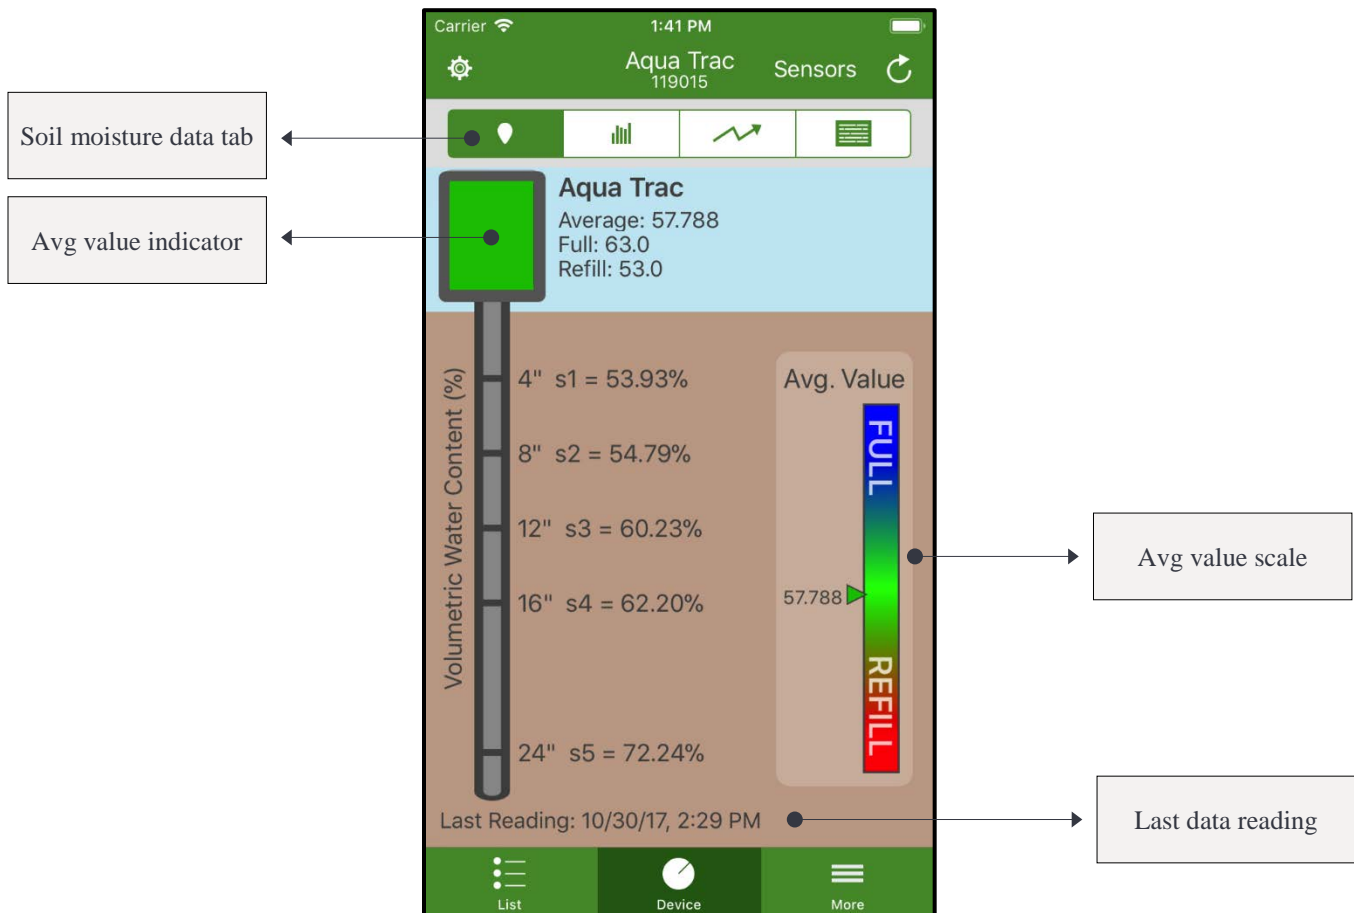 Carrier 1:41 PM
Aqua Trac
119015
Sensors
Soil moisture data tab
Avg value indicator
Aqua Trac
Average: 57.788
Full: 63.0
Refill: 53.0
Volumetric Water Content (%)
4" s1 = 53.93%
8" s2 = 54.79%
12" s3 = 60.23%
16" s4 = 62.20%
24" s5 = 72.24%
Avg. Value
FULL
57.788
REFILL
Avg value scale
Last Reading: 10/30/17, 2:29 PM
Last data reading
List Device More